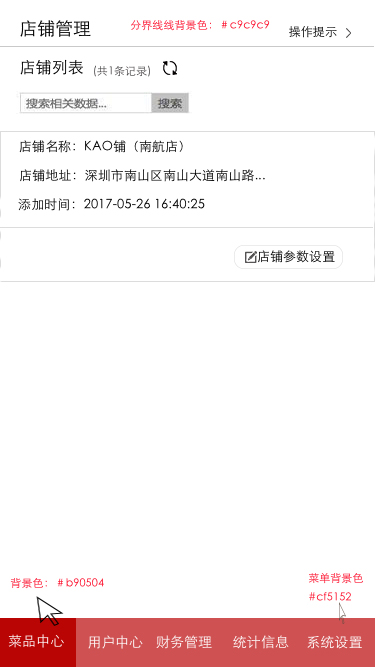 店铺管理
分界线线背景色：＃c9c9c9
操作提示
店铺列表 (共1条记录)
搜索相关数据... 搜索
店铺名称：KAO铺（南航店）
店铺地址：深圳市南山区南山大道南山路...
添加时间：2017-05-26 16:40:25
店铺参数设置
背景色：＃b90504
菜单背景色
#cf5152
菜品中心 用户中心 财务管理 统计信息 系统设置